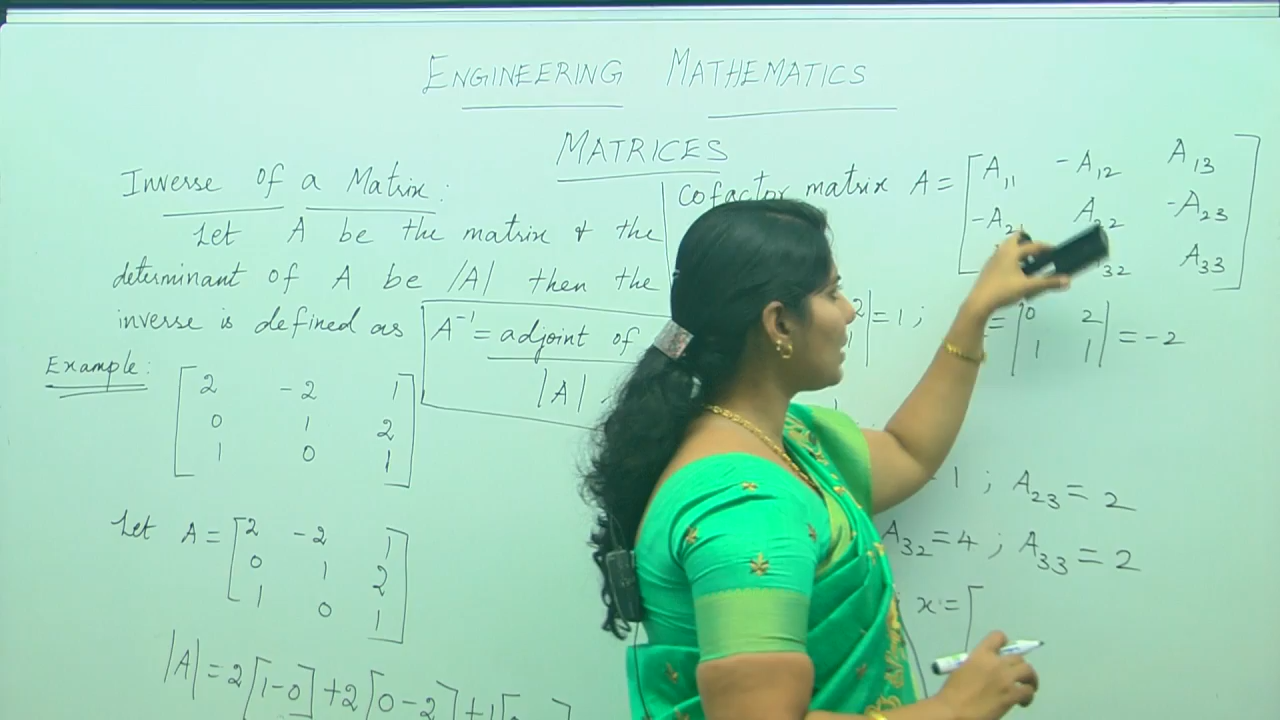 ENGINEERING MATHEMATICS
MATRICES
Inverse of a Matrix:
Let A be the matrix & the
determinant of A be |A| then the
inverse is defined as
A⁻¹ = adjoint of
|A|
Example:
[2 -2 1
0 1 2
1 0 1]
Let A = [2 -2 1
0 1 2
1 0 1]
|A| = 2[1-0] + 2[0-2] + 1[
Cofactor matrix A = [A₁₁ -A₁₂ A₁₃
-A₂₁ A₂₂ -A₂₃
₃₂ A₃₃]
2| = 1 ; = |0 2
1 1| = -2
1 ; A₂₃ = 2
A₃₂ = 4 ; A₃₃ = 2
x = [